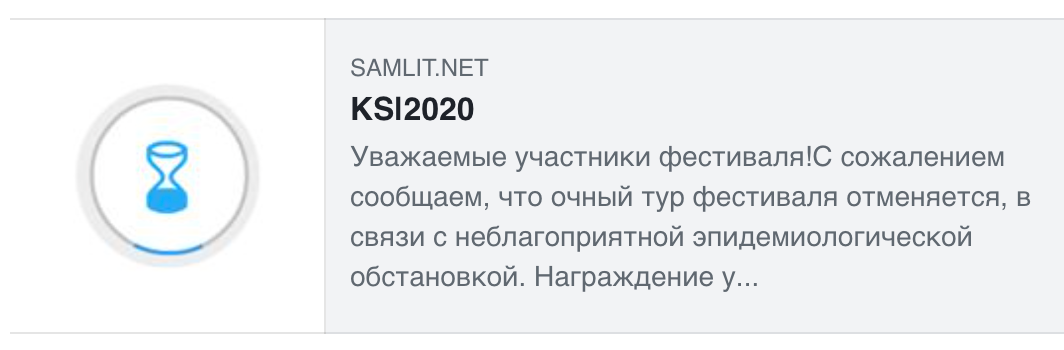 SAMLIT.NET
KSI2020
Уважаемые участники фестиваля!С сожалением
сообщаем, что очный тур фестиваля отменяется, в
связи с неблагоприятной эпидемиологической
обстановкой. Награждение у...